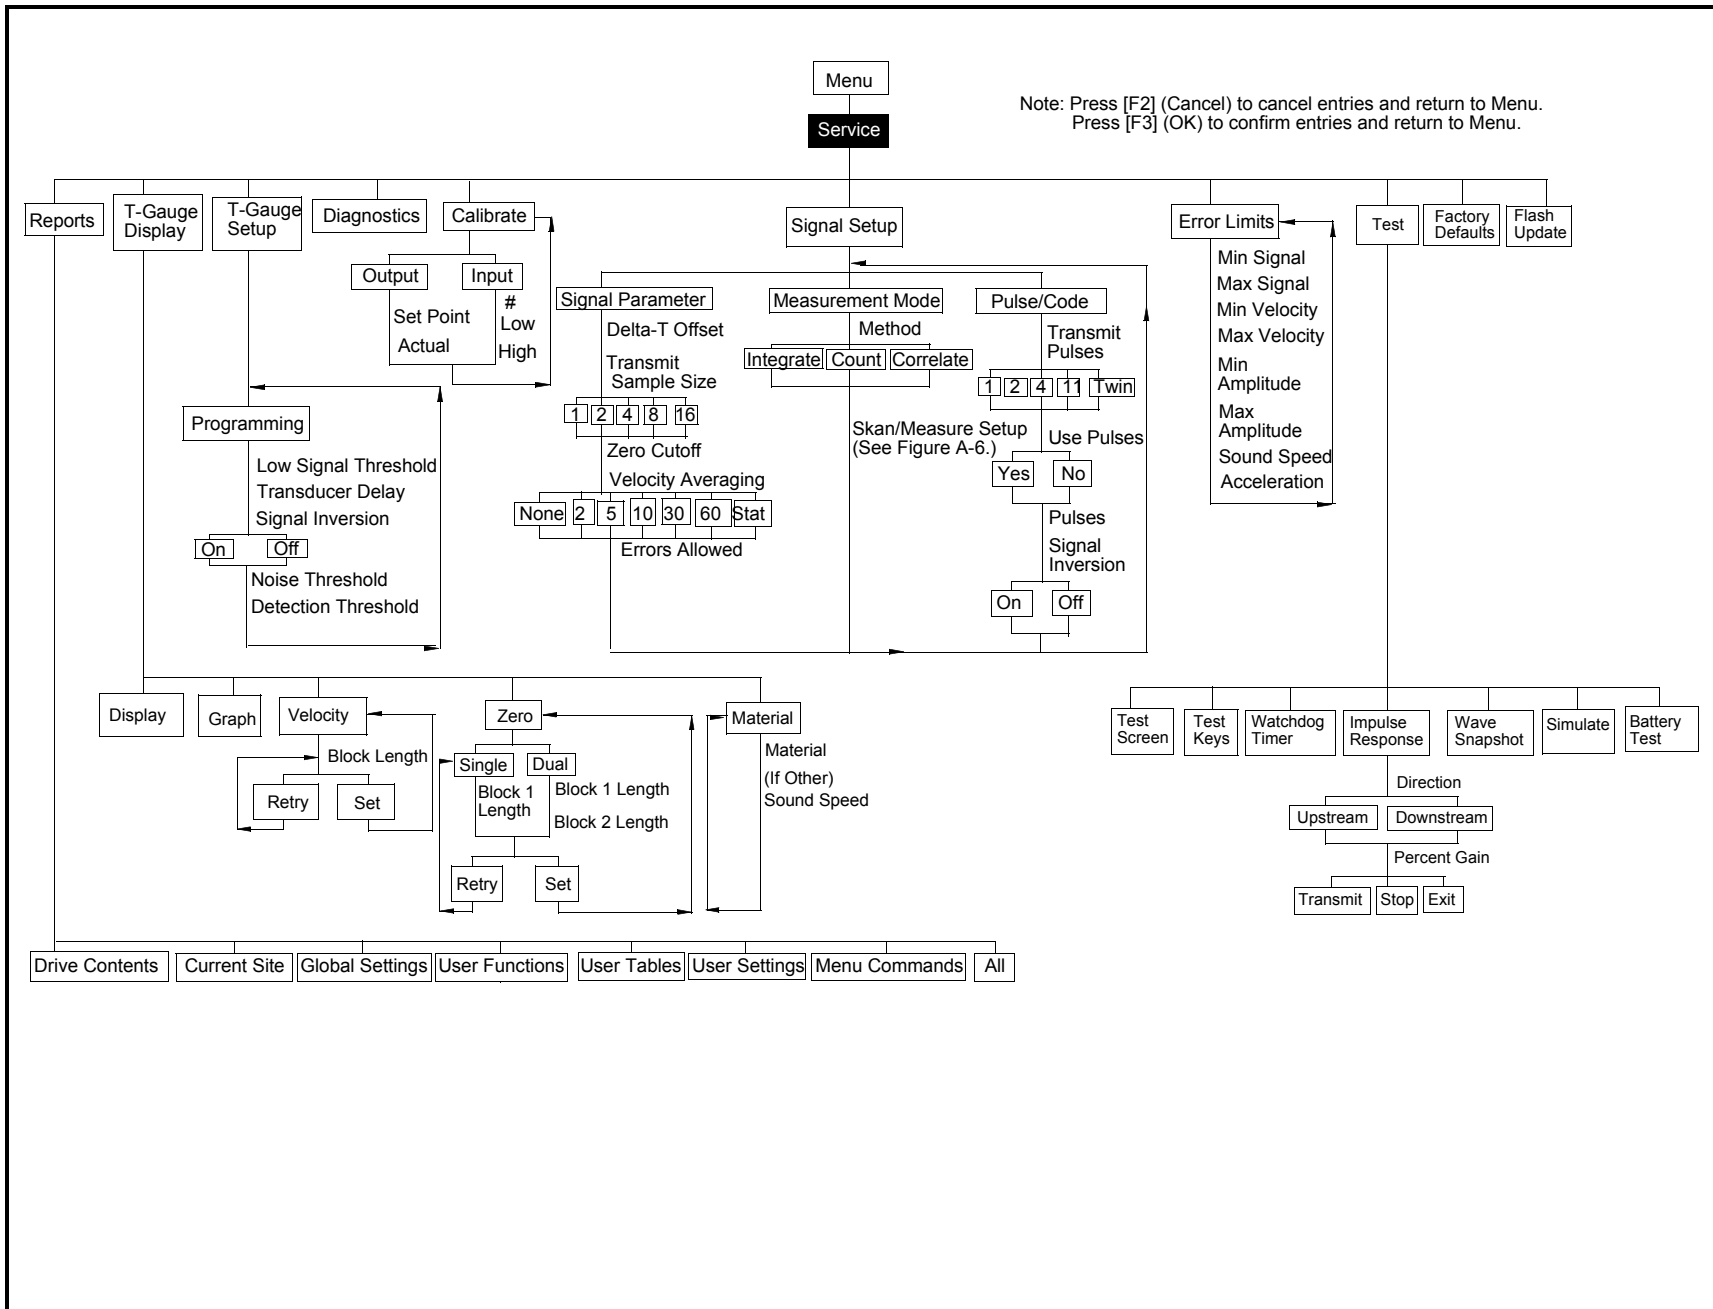 Menu
Service
Note: Press [F2] (Cancel) to cancel entries and return to Menu.
Press [F3] (OK) to confirm entries and return to Menu.
Reports
T-Gauge
Display
T-Gauge
Setup
Diagnostics
Calibrate
Signal Setup
Error Limits
Test
Factory
Defaults
Flash
Update
Output
Input
Set Point
Actual
#
Low
High
Programming
Low Signal Threshold
Transducer Delay
Signal Inversion
On
Off
Noise Threshold
Detection Threshold
Signal Parameter
Delta-T Offset
Transmit
Sample Size
1
2
4
8
16
Zero Cutoff
Velocity Averaging
None
2
5
10
30
60
Stat
Errors Allowed
Measurement Mode
Method
Integrate
Count
Correlate
Skan/Measure Setup
(See Figure A-6.)
Pulse/Code
Transmit
Pulses
1
2
4
11
Twin
Use Pulses
Yes
No
Pulses
Signal
Inversion
On
Off
Min Signal
Max Signal
Min Velocity
Max Velocity
Min
Amplitude
Max
Amplitude
Sound Speed
Acceleration
Display
Graph
Velocity
Block Length
Retry
Set
Zero
Single
Dual
Block 1
Length
Block 1 Length
Block 2 Length
Retry
Set
Material
Material
(If Other)
Sound Speed
Test
Screen
Test
Keys
Watchdog
Timer
Impulse
Response
Wave
Snapshot
Simulate
Battery
Test
Direction
Upstream
Downstream
Percent Gain
Transmit
Stop
Exit
Drive Contents
Current Site
Global Settings
User Functions
User Tables
User Settings
Menu Commands
All